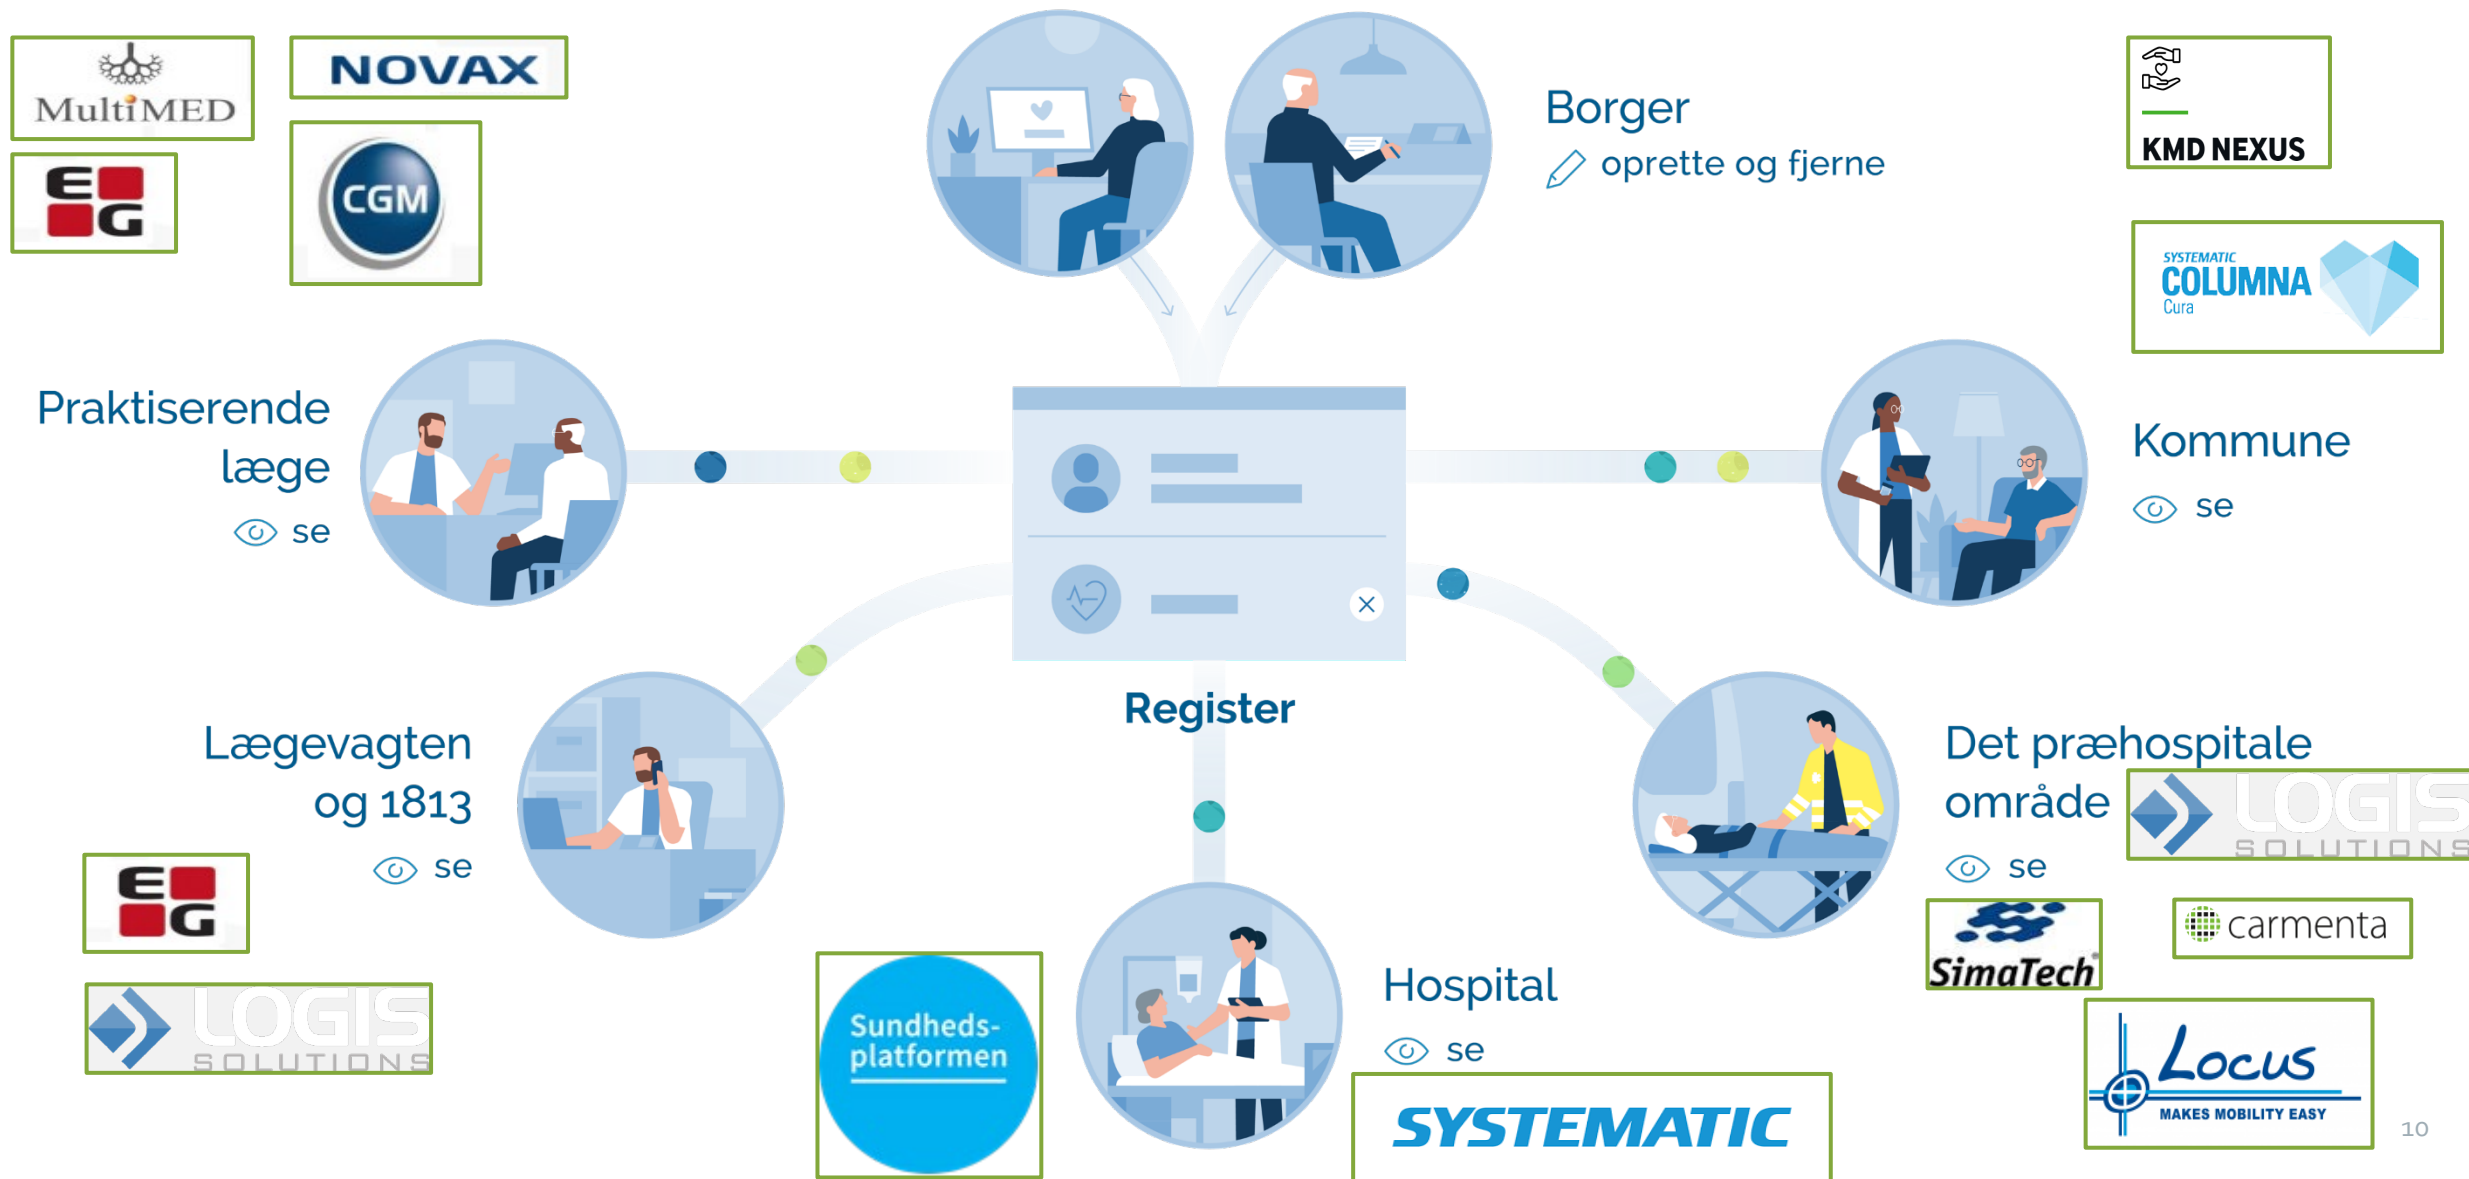 MultiMED
NOVAX
EG
CGM
Borger
oprette og fjerne
KMD NEXUS
SYSTEMATIC
COLUMNA
Cura
Praktiserende
læge
se
Kommune
se
Register
Lægevagten
og 1813
se
EG
LOGIS
SOLUTIONS
Det præhospitale
område
se
LOGIS
SOLUTIONS
SimaTech
carmenta
Locus
MAKES MOBILITY EASY
Sundheds-
platformen
Hospital
se
SYSTEMATIC
10